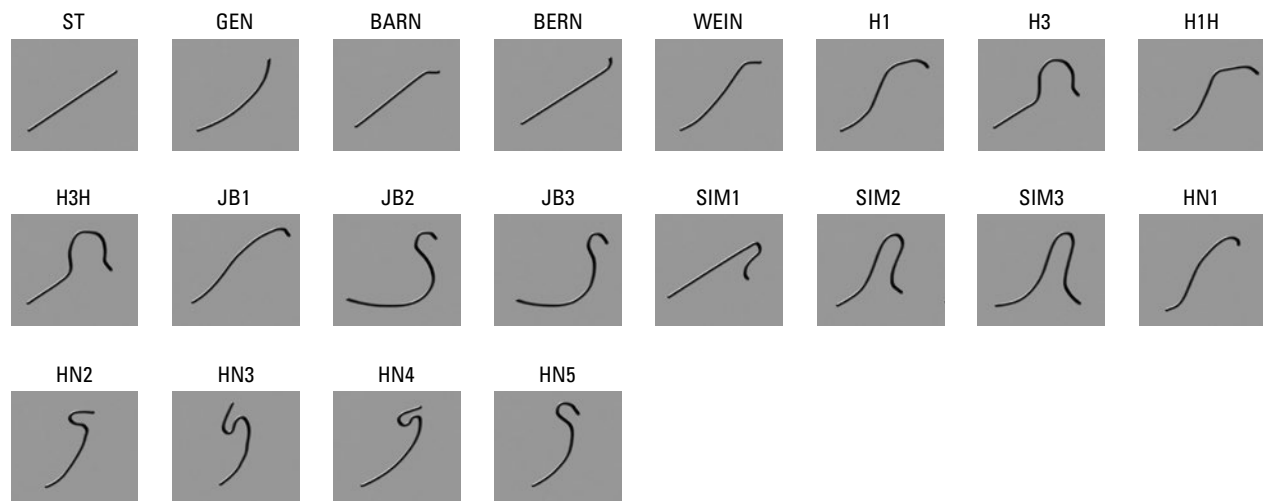 ST GEN BARN BERN WEIN H1 H3 H1H
H3H JB1 JB2 JB3 SIM1 SIM2 SIM3 HN1
HN2 HN3 HN4 HN5